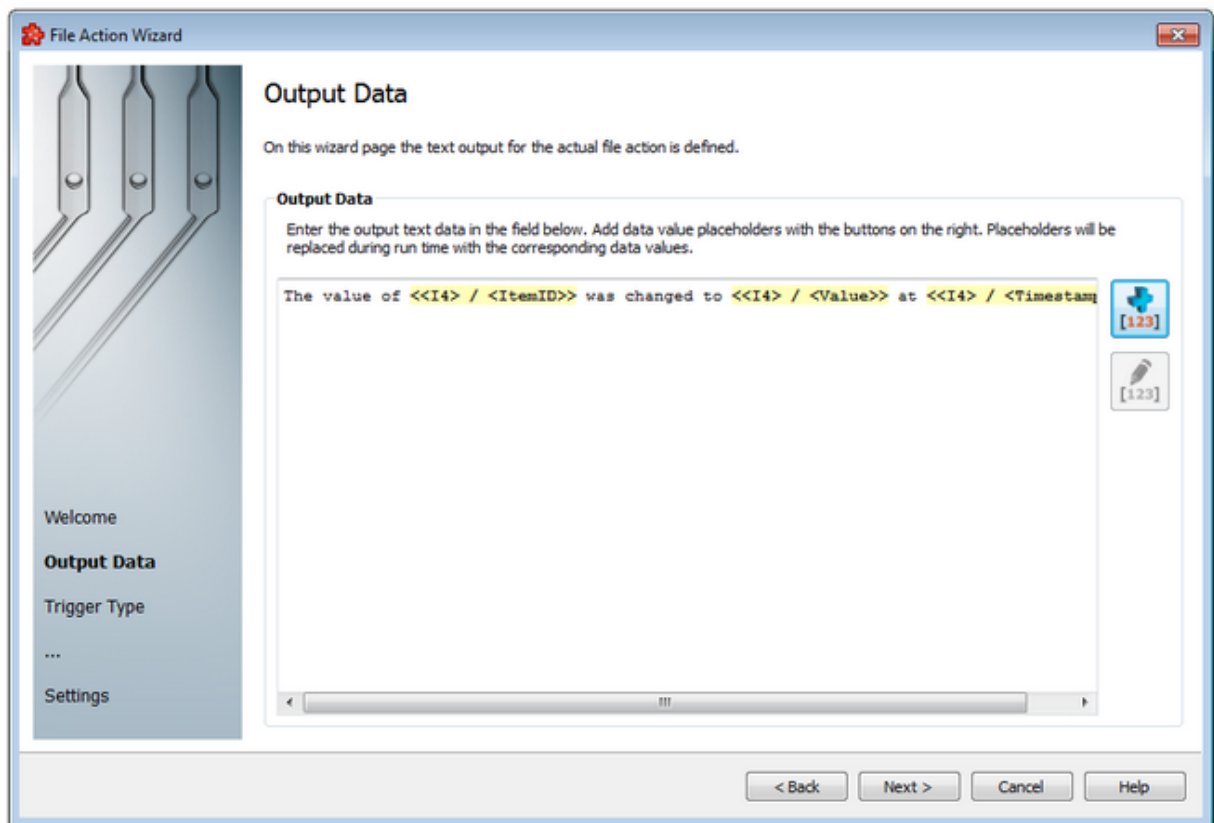 File Action Wizard
Output Data
On this wizard page the text output for the actual file action is defined.
Output Data
Enter the output text data in the field below. Add data value placeholders with the buttons on the right. Placeholders will be
replaced during run time with the corresponding data values.
The value of <<I4> / <ItemID>> was changed to <<I4> / <Value>> at <<I4> / <Timestamp
[123]
[123]
Welcome
Output Data
Trigger Type
...
Settings
< Back
Next >
Cancel
Help